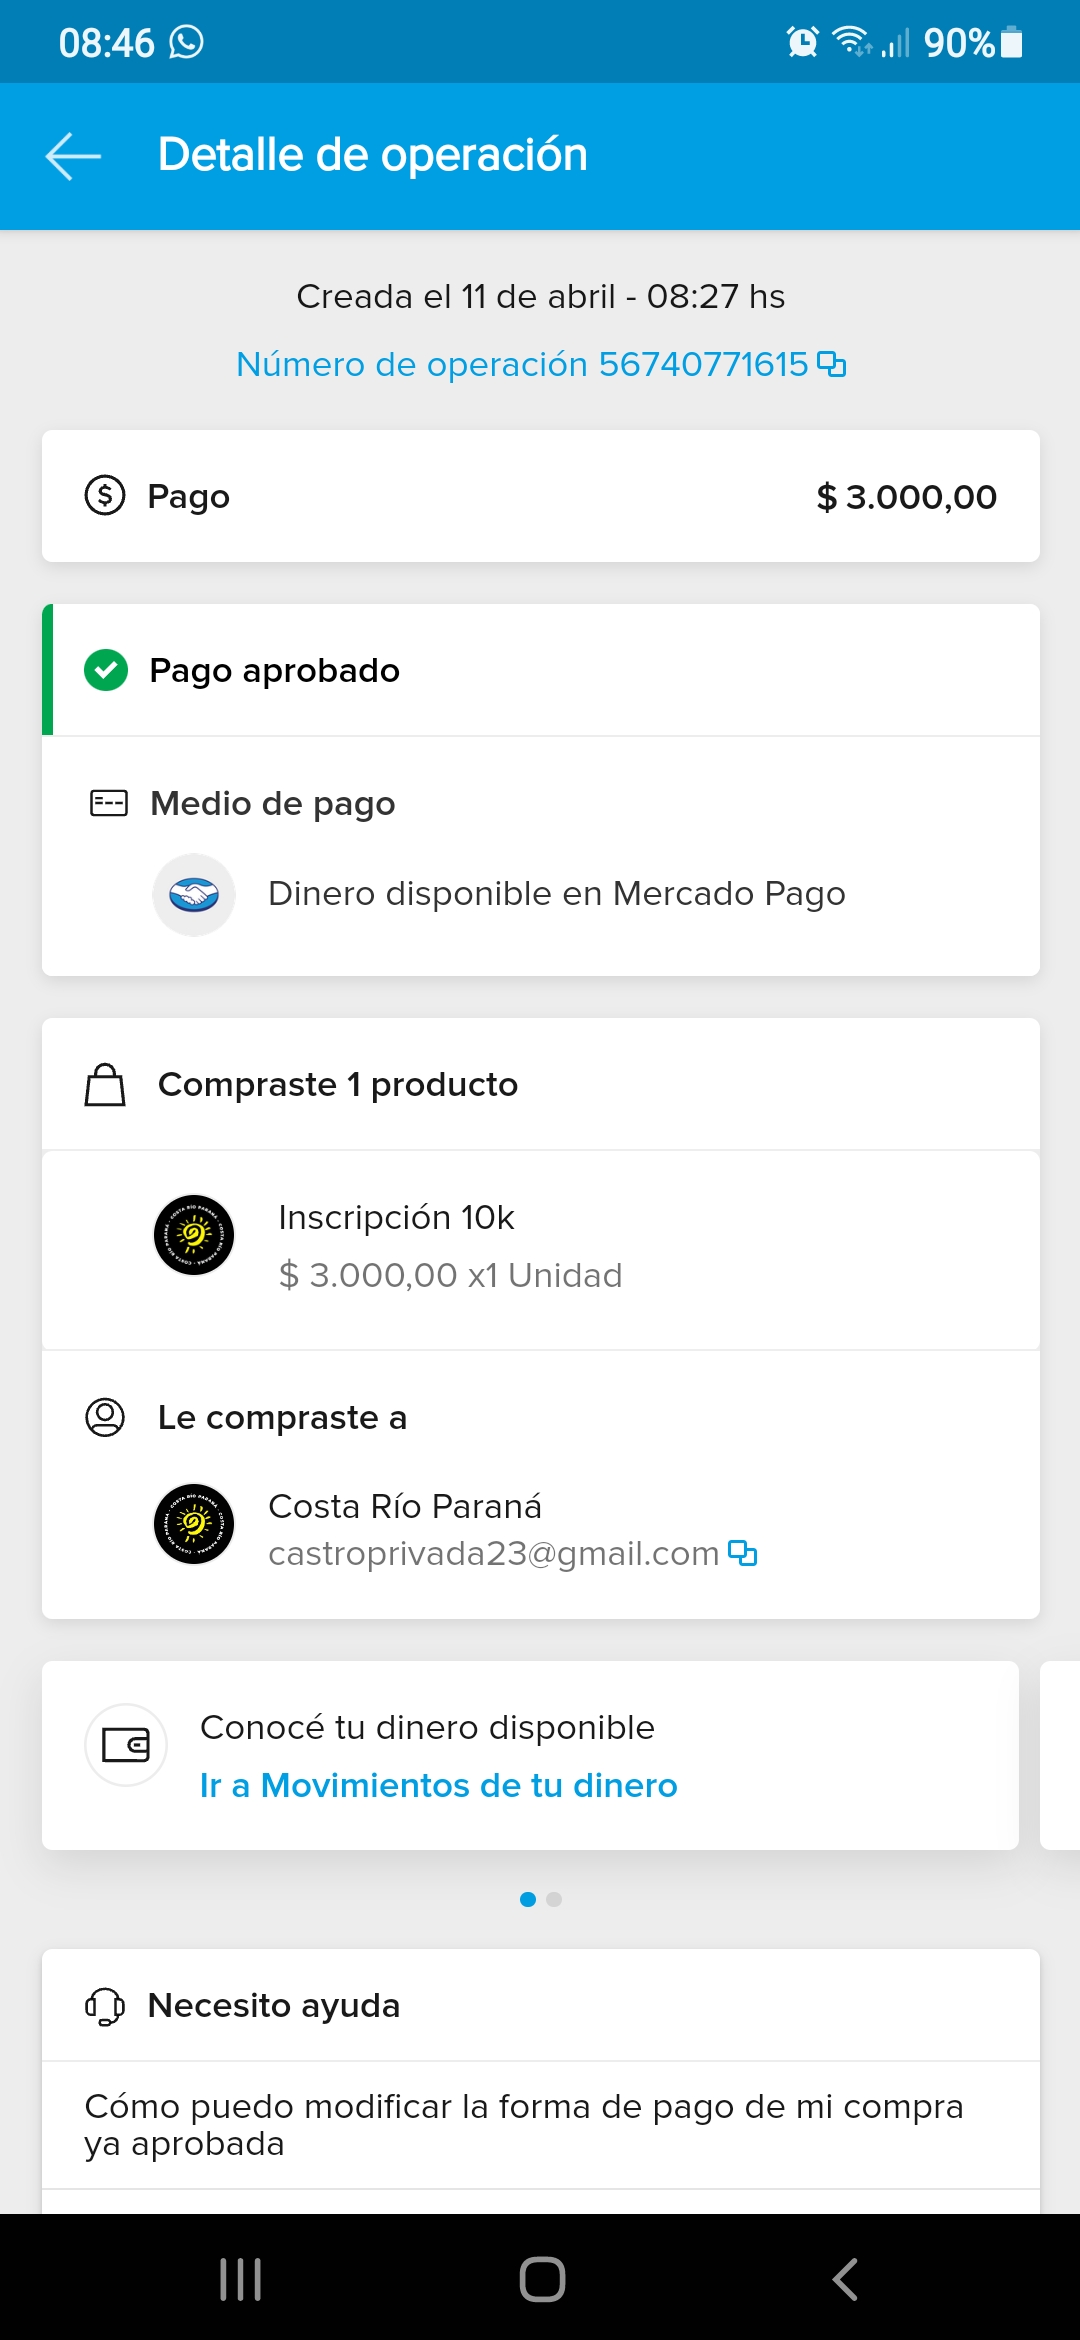 08:46
90%
Detalle de operación
Creada el 11 de abril - 08:27 hs
Número de operación 56740771615
Pago
$ 3.000,00
Pago aprobado
Medio de pago
Dinero disponible en Mercado Pago
Compraste 1 producto
Inscripción 10k
$ 3.000,00 x1 Unidad
Le compraste a
Costa Río Paraná
castroprivada23@gmail.com
Conocé tu dinero disponible
Ir a Movimientos de tu dinero
Necesito ayuda
Cómo puedo modificar la forma de pago de mi compra
ya aprobada